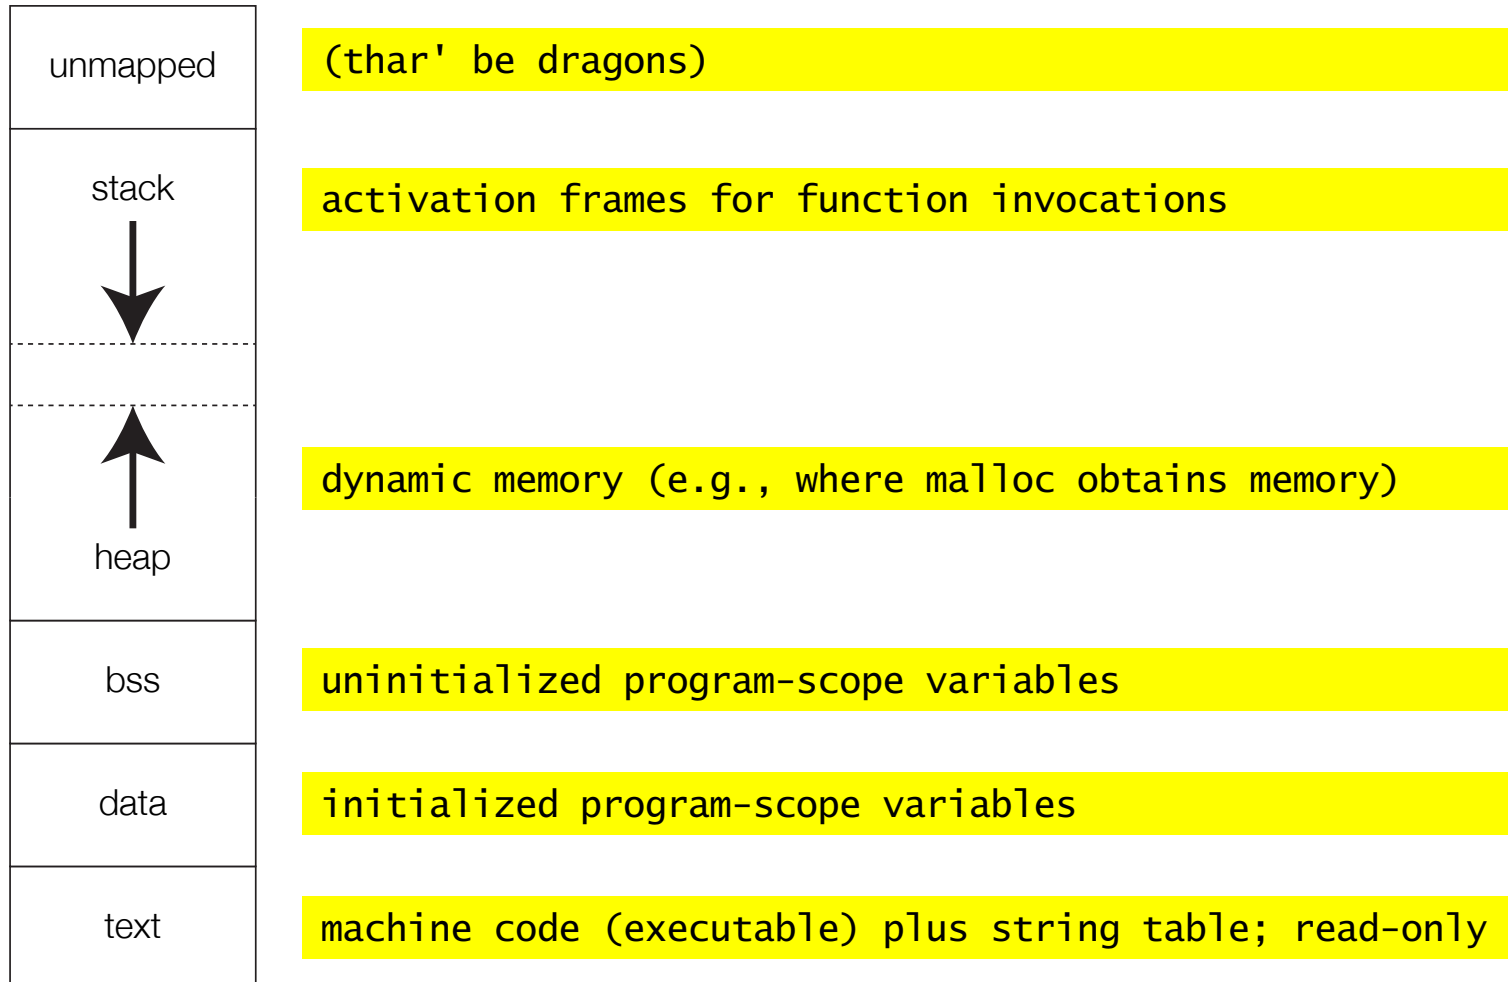 unmapped
(thar' be dragons)
stack
activation frames for function invocations
dynamic memory (e.g., where malloc obtains memory)
heap
bss
uninitialized program-scope variables
data
initialized program-scope variables
text
machine code (executable) plus string table; read-only